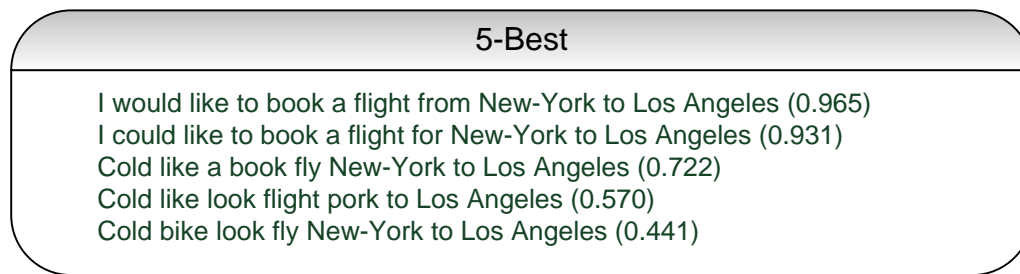 5-Best
I would like to book a flight from New-York to Los Angeles (0.965)
I could like to book a flight for New-York to Los Angeles (0.931)
Cold like a book fly New-York to Los Angeles (0.722)
Cold like look flight pork to Los Angeles (0.570)
Cold bike look fly New-York to Los Angeles (0.441)